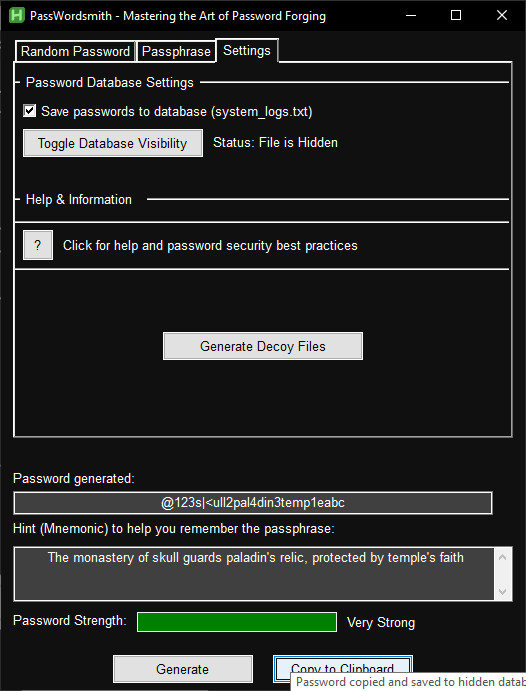 PassWordsmith - Mastering the Art of Password Forging
Random Password Passphrase Settings
Password Database Settings
Save passwords to database (system_logs.txt)
Toggle Database Visibility Status: File is Hidden
Help & Information
? Click for help and password security best practices
Generate Decoy Files
Password generated:
@123s|<ull2pal4din3temp1eabc
Hint (Mnemonic) to help you remember the passphrase:
The monastery of skull guards paladin's relic, protected by temple's faith
Password Strength: Very Strong
Generate Copy to Clipboard
Password copied and saved to hidden datab